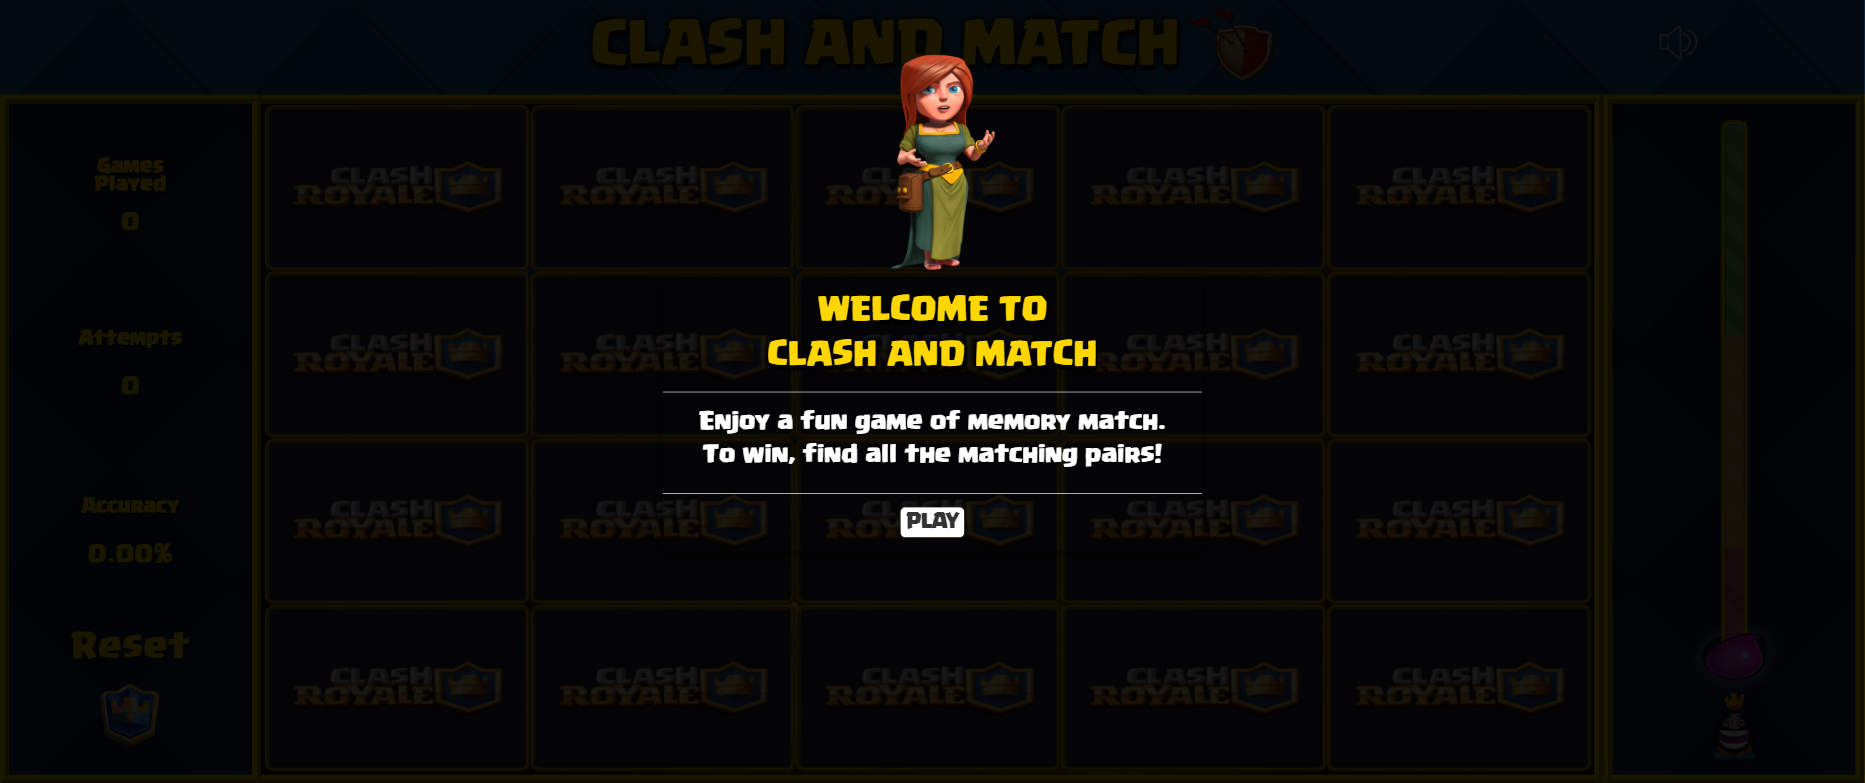 CLASH AND MATCH
Games
Played
0
Attempts
0
Accuracy
0.00%
Reset
CLASH
ROYALE
CLASH
ROYALE
CLASH
ROYALE
CLASH
ROYALE
CLASH
ROYALE
CLASH
ROYALE
CLASH
ROYALE
CLASH
ROYALE
CLASH
ROYALE
CLASH
ROYALE
CLASH
ROYALE
CLASH
ROYALE
CLASH
ROYALE
CLASH
ROYALE
CLASH
ROYALE
CLASH
ROYALE
CLASH
ROYALE
CLASH
ROYALE
CLASH
ROYALE
CLASH
ROYALE
WELCOME TO
CLASH AND MATCH
Enjoy a fun game of memory match.
To win, find all the matching pairs!
PLAY